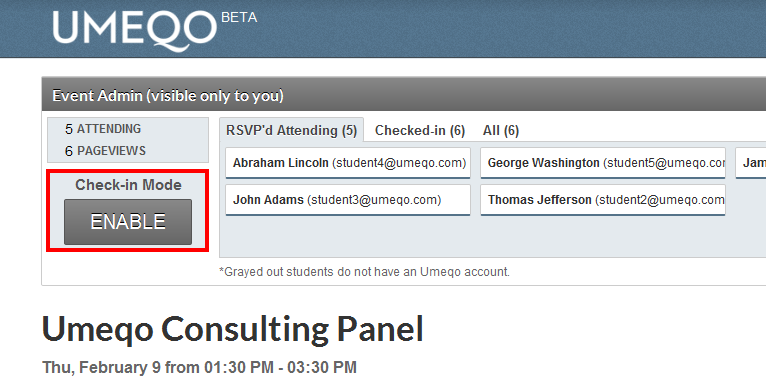 UMEQO BETA
Event Admin (visible only to you)
5 ATTENDING
6 PAGEVIEWS
Check-in Mode
ENABLE
RSVP'd Attending (5) Checked-in (6) All (6)
Abraham Lincoln (student4@umeqo.com) George Washington (student5@umeqo.cor Jam
John Adams (student3@umeqo.com) Thomas Jefferson (student2@umeqo.com
*Grayed out students do not have an Umeqo account.
Umeqo Consulting Panel
Thu, February 9 from 01:30 PM - 03:30 PM